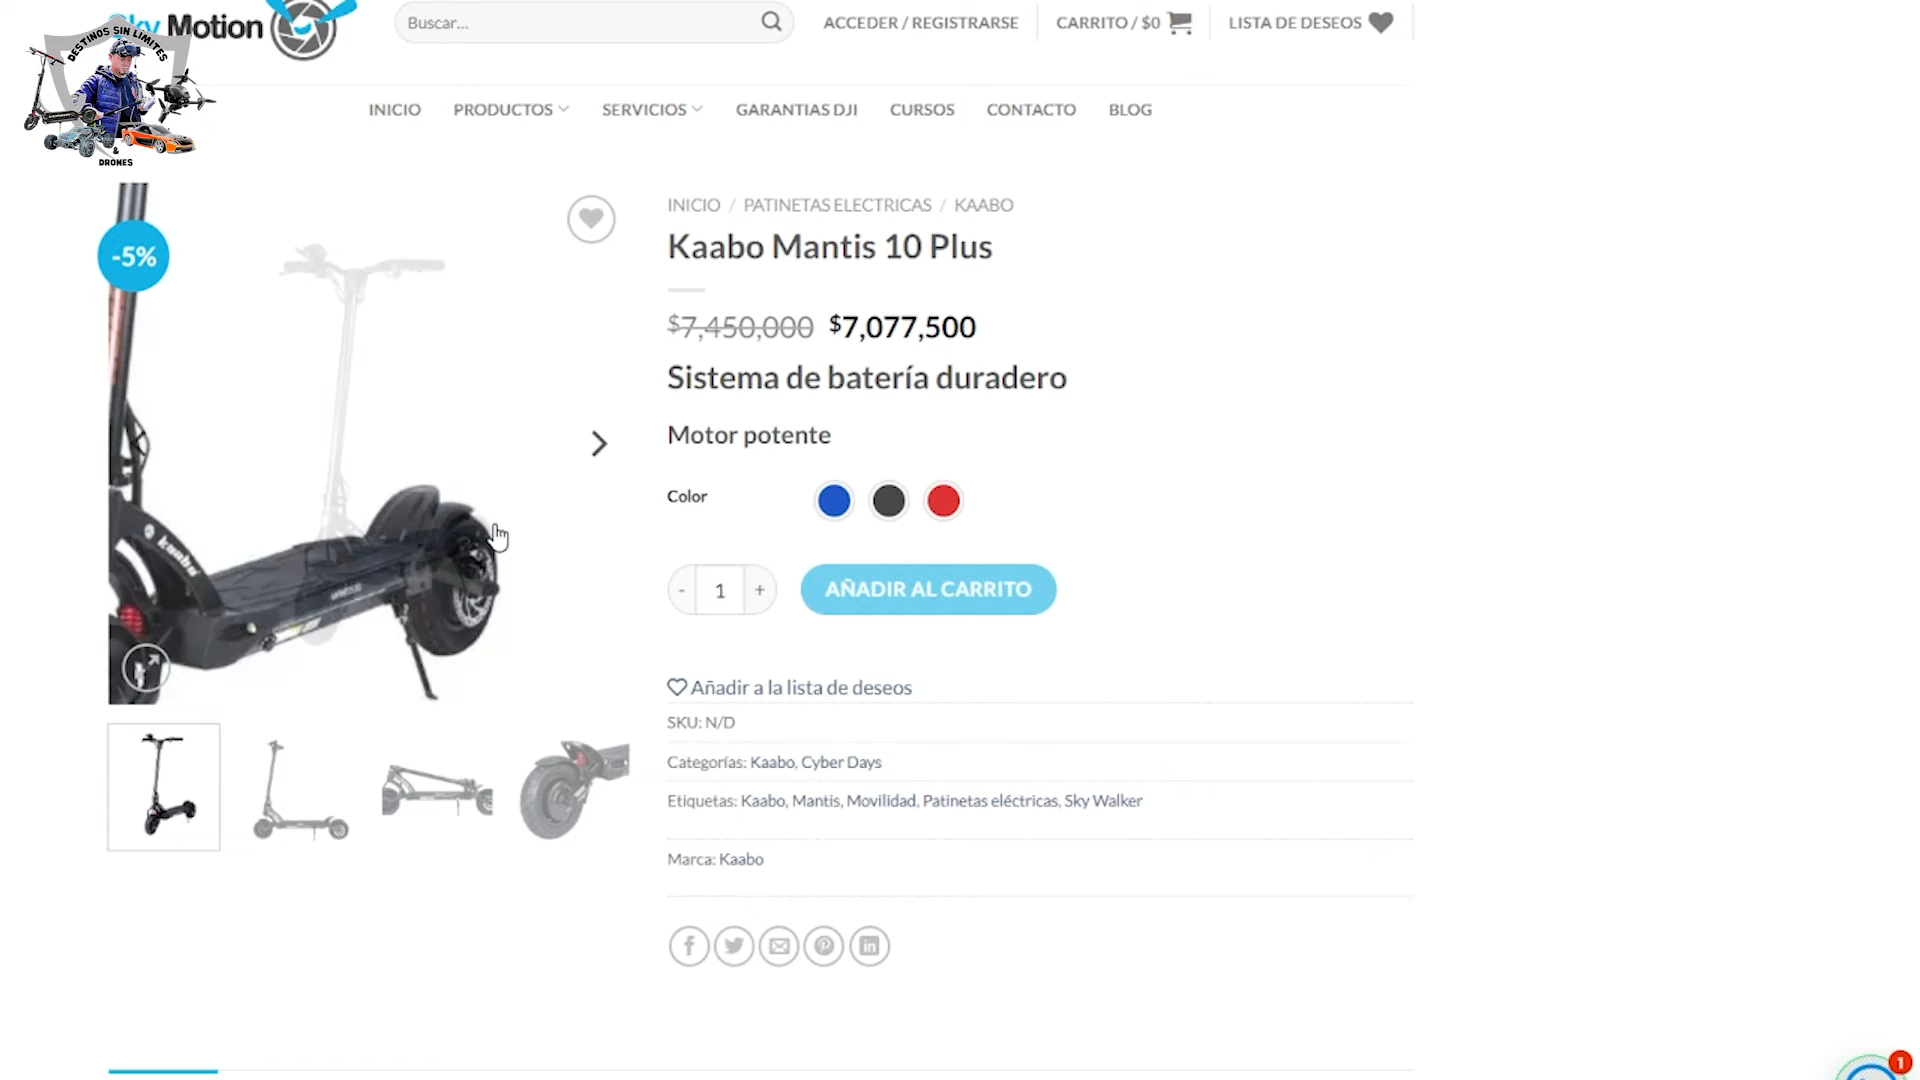 Sky Motion
DESTINOS SIN LIMITES
&
DRONES
Buscar...
ACCEDER / REGISTRARSE
CARRITO / $0
LISTA DE DESEOS
INICIO
PRODUCTOS
SERVICIOS
GARANTIAS DJI
CURSOS
CONTACTO
BLOG
-5%
kaabo
INICIO / PATINETAS ELECTRICAS / KAABO
Kaabo Mantis 10 Plus
$7,450,000 $7,077,500
Sistema de batería duradero
Motor potente
Color
- 1 +
AÑADIR AL CARRITO
Añadir a la lista de deseos
SKU: N/D
Categorías: Kaabo, Cyber Days
Etiquetas: Kaabo, Mantis, Movilidad, Patinetas eléctricas, Sky Walker
Marca: Kaabo
1